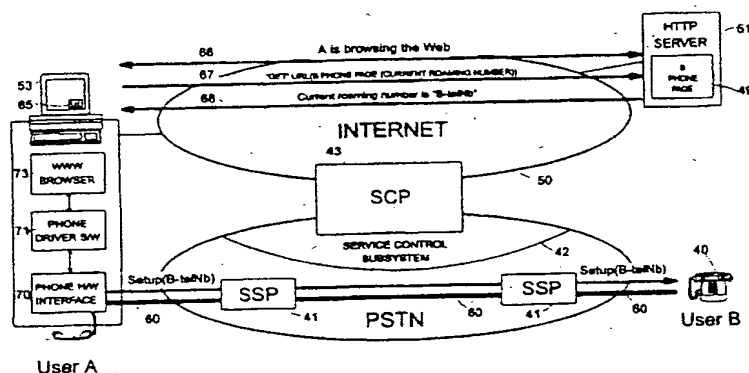 66
A is browsing the Web
67
"GET" URL(B PHONE PAGE (CURRENT ROAMING NUMBER))
68
Current roaming number is "B-telNb"
HTTP
SERVER
51
B
PHONE
PAGE
49
53
65
INTERNET
43
50
SCP
73
WWW
BROWSER
71
PHONE
DRIVER S/W
70
PHONE H/W
INTERFACE
SERVICE CONTROL
SUBSYSTEM
42
Setup(B-telNb)
SSP
60
41
60
SSP
41
Setup(B-telNb)
60
40
PSTN
User A
User B